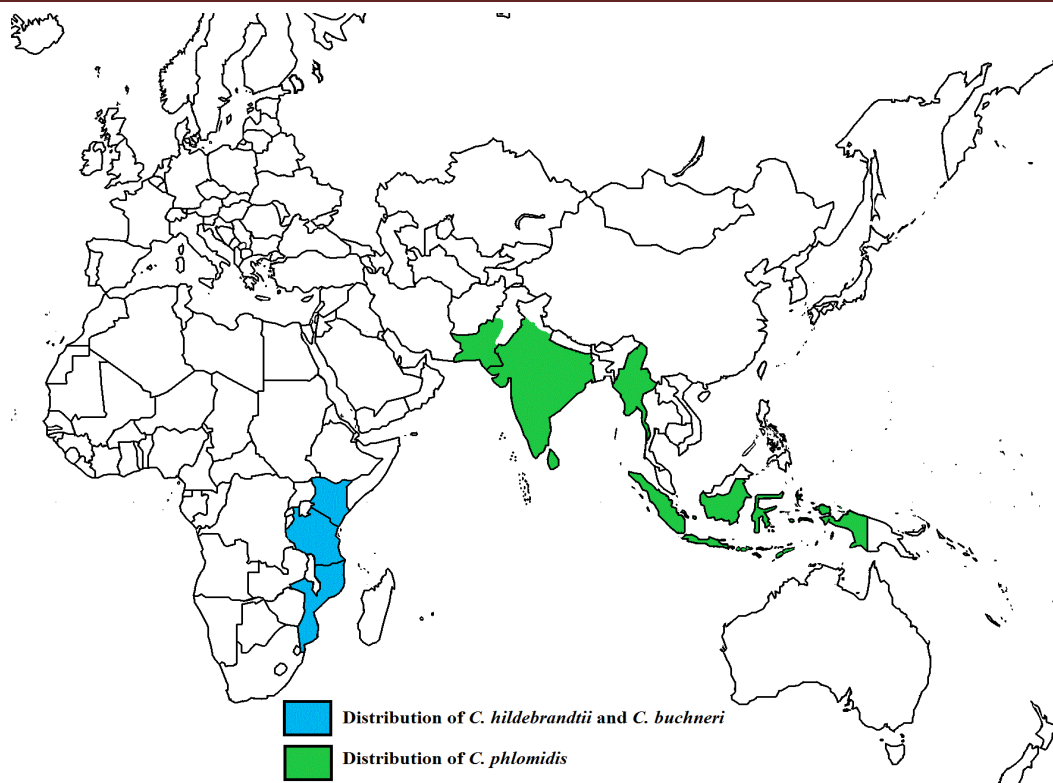 Distribution of C. hildebrandtii and C. buchneri
Distribution of C. phlomidis